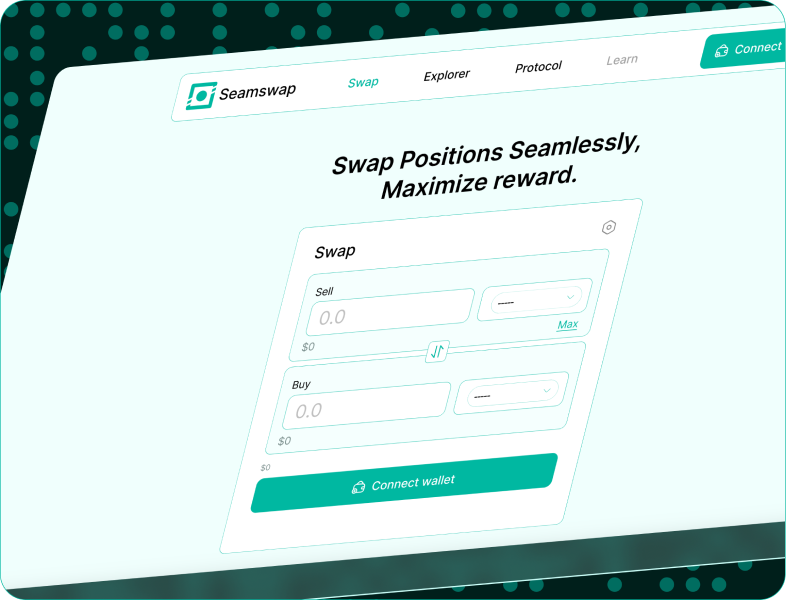 Seamswap
Swap
Explorer
Protocol
Learn
Connect
Swap Positions Seamlessly,
Maximize reward.
Swap
Sell
0.0
-----
$0
Max
Buy
0.0
-----
$0
$0
Connect wallet